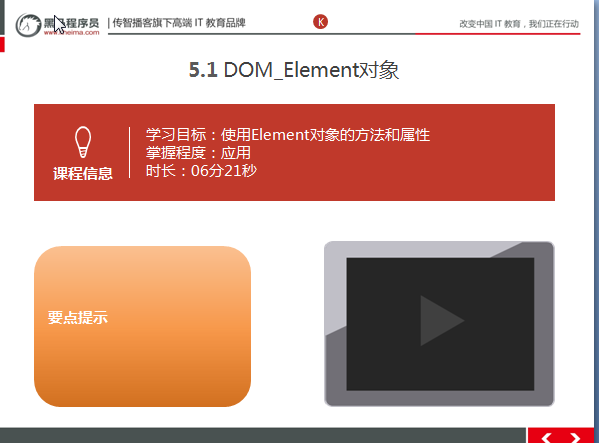 黑马程序员
www.itheima.com
| 传智播客旗下高端 IT 教育品牌
K
改变中国 IT 教育，我们正在行动
5.1 DOM_Element对象
学习目标：使用Element对象的方法和属性
掌握程度：应用
时长：06分21秒
课程信息
要点提示